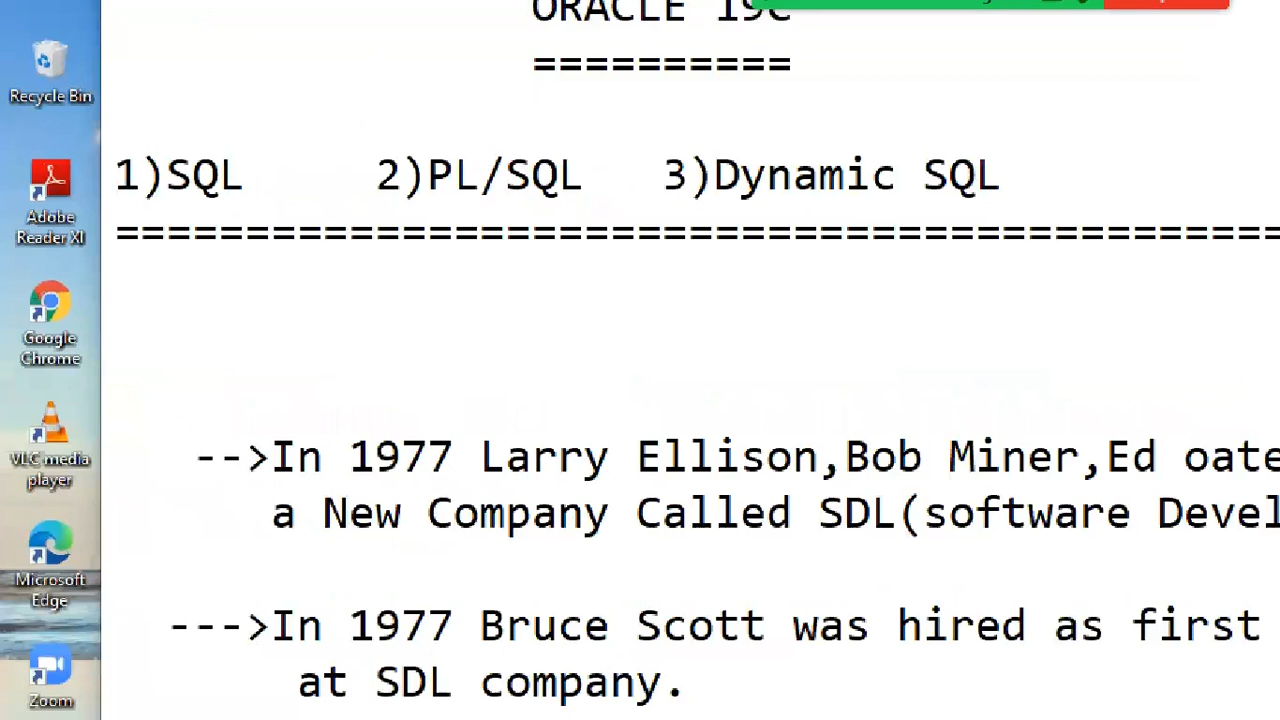 ORACLE 19C
==========
1)SQL 2)PL/SQL 3)Dynamic SQL
=============================================
-->In 1977 Larry Ellison,Bob Miner,Ed oate
a New Company Called SDL(software Devel
--->In 1977 Bruce Scott was hired as first
at SDL company.
Recycle Bin
Adobe
Reader XI
Google
Chrome
VLC media
player
Microsoft
Edge
Zoom